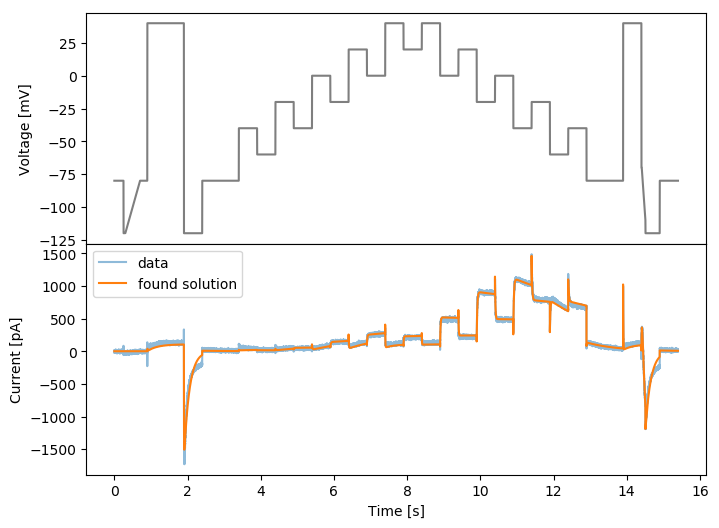 Voltage [mV]
25
0
−25
−50
−75
−100
−125
Current [pA]
1500
1000
500
0
−500
−1000
−1500
data
found solution
0 2 4 6 8 10 12 14 16
Time [s]